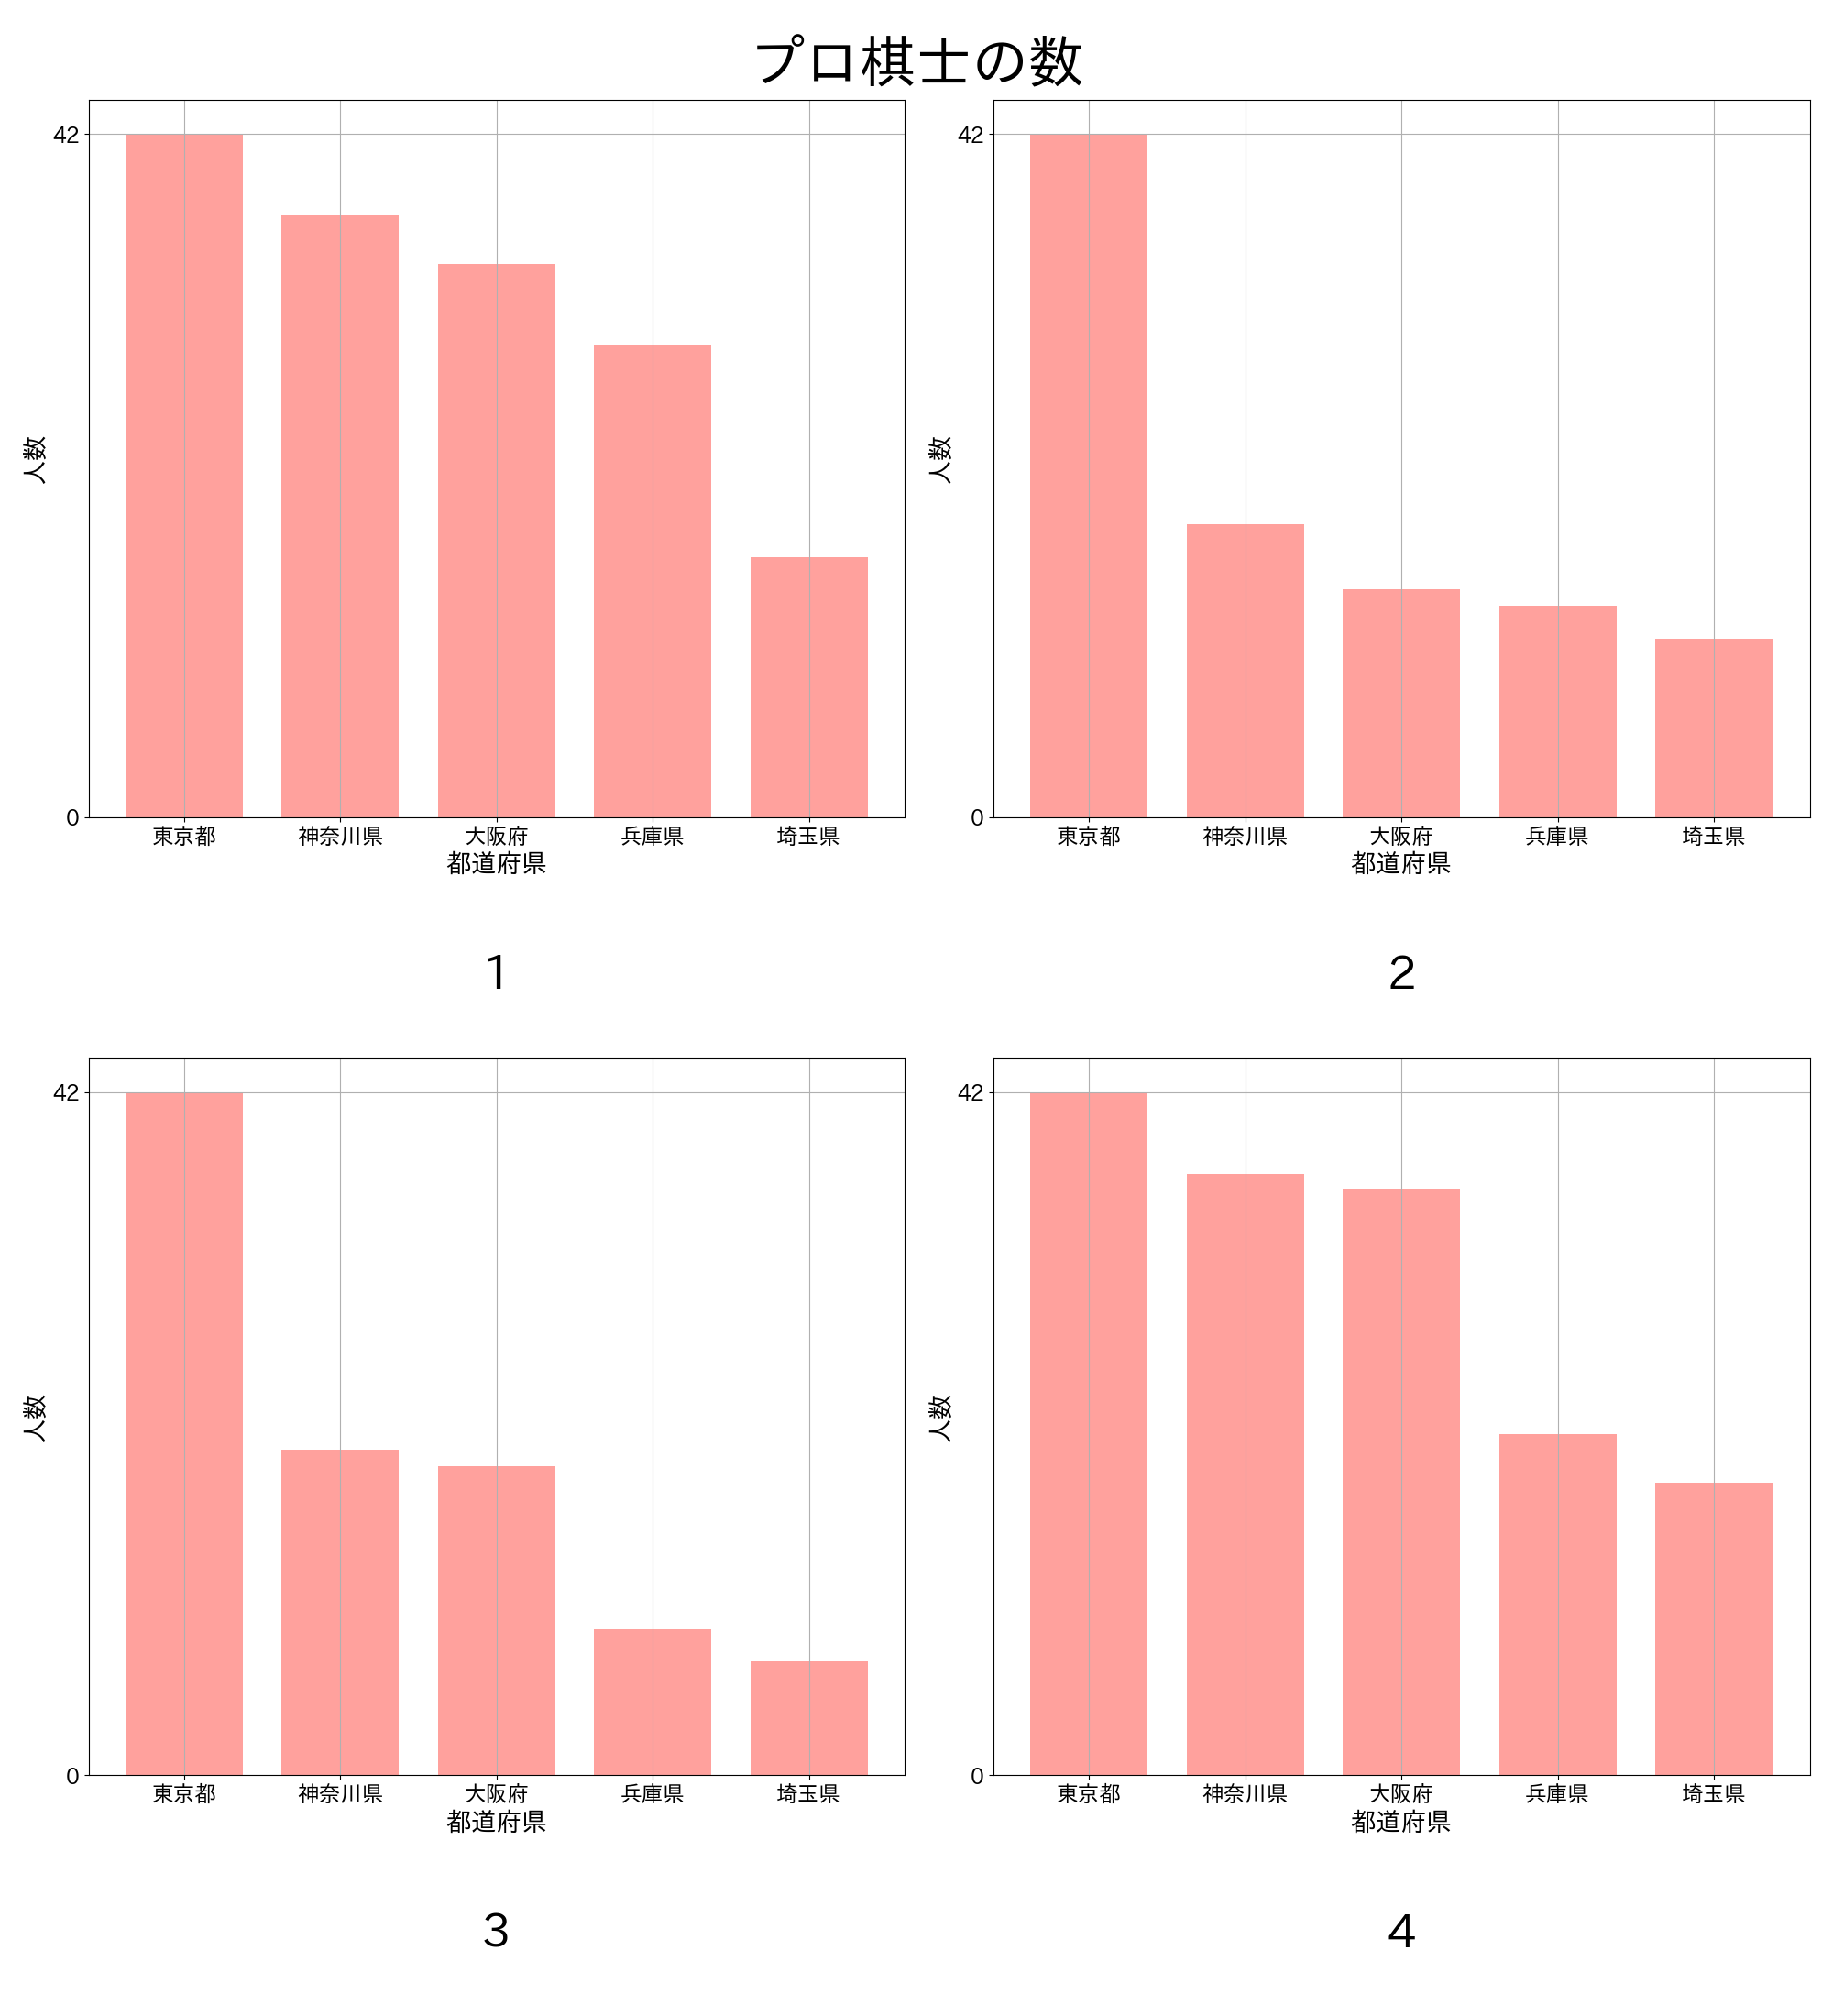 プロ棋士の数
42
0
人数
東京都 神奈川県 大阪府 兵庫県 埼玉県
都道府県
1
42
0
人数
東京都 神奈川県 大阪府 兵庫県 埼玉県
都道府県
2
42
0
人数
東京都 神奈川県 大阪府 兵庫県 埼玉県
都道府県
3
42
0
人数
東京都 神奈川県 大阪府 兵庫県 埼玉県
都道府県
4